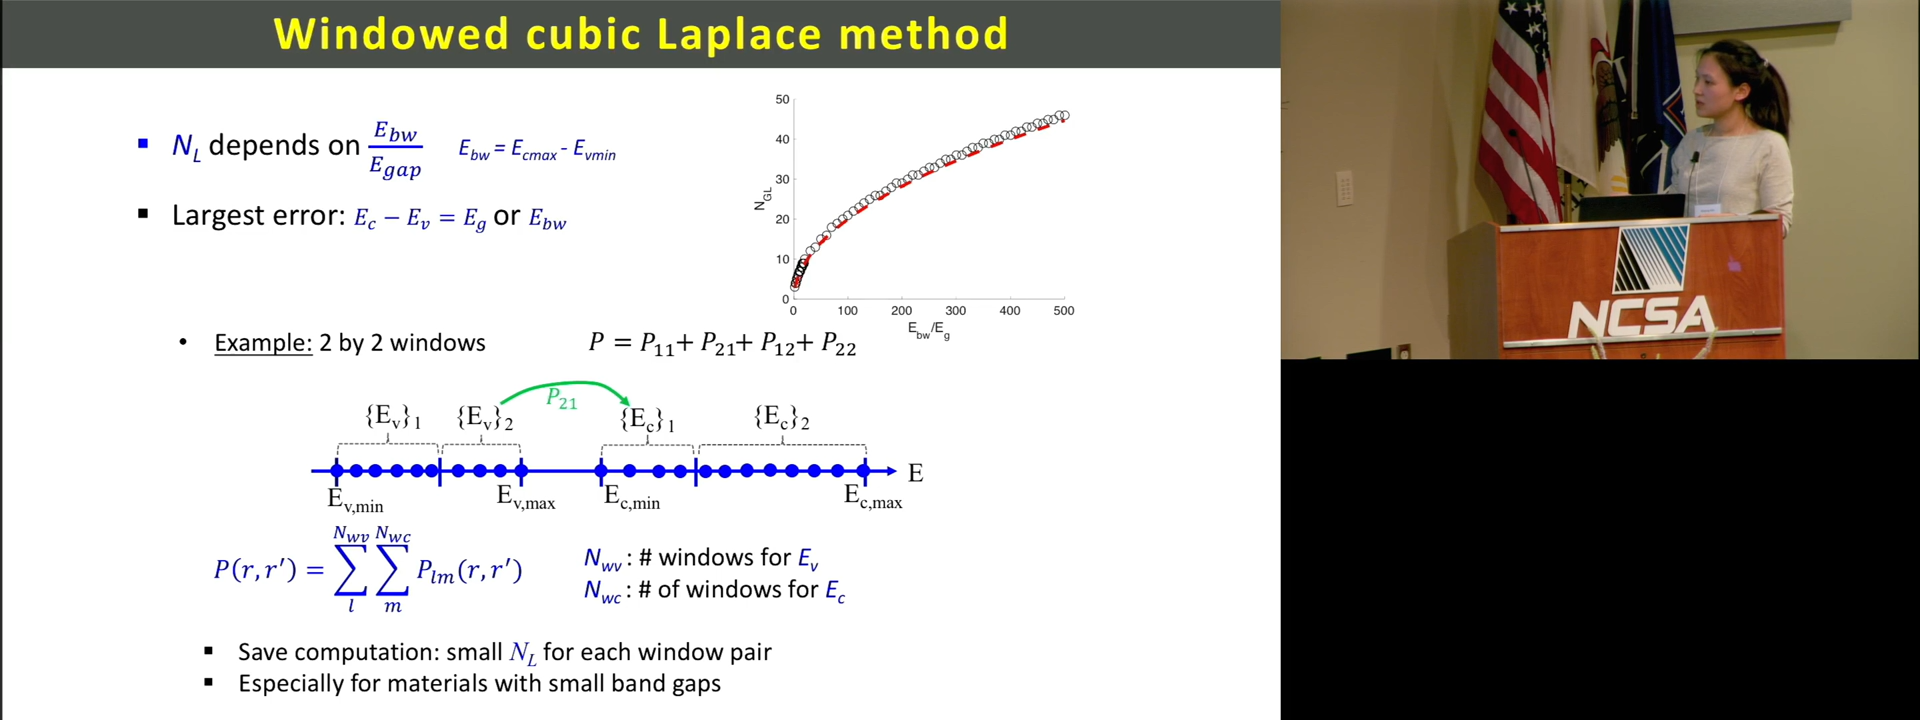 Windowed cubic Laplace method
▪ N_L depends on E_bw / E_gap   E_bw = E_cmax - E_vmin
▪ Largest error: E_c − E_v = E_g or E_bw
50
40
30
20
10
0
N_GL
0 100 200 300 400 500
E_bw/E_g
• Example: 2 by 2 windows   P = P_11 + P_21 + P_12 + P_22
P_21
{E_v}_1 {E_v}_2 {E_c}_1 {E_c}_2
E
E_v,min E_v,max E_c,min E_c,max
P(r,r′) = ∑_l^{N_wv} ∑_m^{N_wc} P_lm(r,r′)
N_wv : # windows for E_v
N_wc : # of windows for E_c
▪ Save computation: small N_L for each window pair
▪ Especially for materials with small band gaps
NCSA